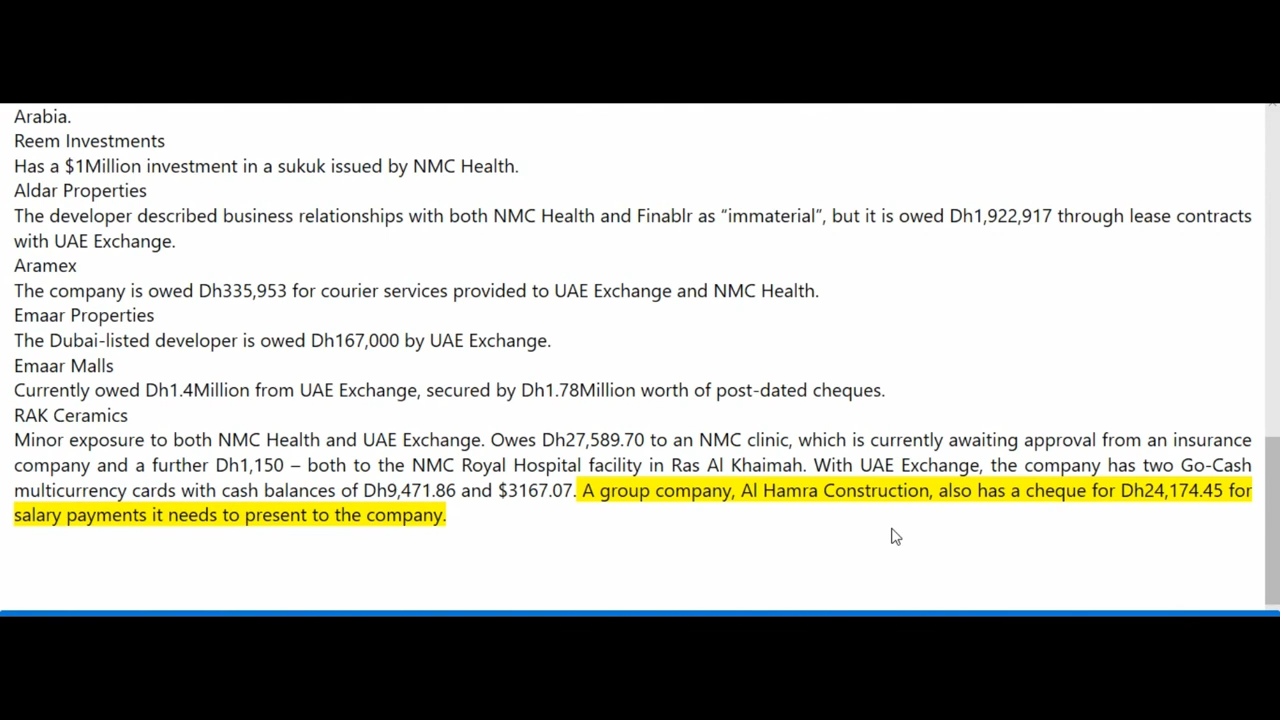 Arabia.
Reem Investments
Has a $1Million investment in a sukuk issued by NMC Health.
Aldar Properties
The developer described business relationships with both NMC Health and Finablr as “immaterial”, but it is owed Dh1,922,917 through lease contracts
with UAE Exchange.
Aramex
The company is owed Dh335,953 for courier services provided to UAE Exchange and NMC Health.
Emaar Properties
The Dubai-listed developer is owed Dh167,000 by UAE Exchange.
Emaar Malls
Currently owed Dh1.4Million from UAE Exchange, secured by Dh1.78Million worth of post-dated cheques.
RAK Ceramics
Minor exposure to both NMC Health and UAE Exchange. Owes Dh27,589.70 to an NMC clinic, which is currently awaiting approval from an insurance
company and a further Dh1,150 – both to the NMC Royal Hospital facility in Ras Al Khaimah. With UAE Exchange, the company has two Go-Cash
multicurrency cards with cash balances of Dh9,471.86 and $3167.07. A group company, Al Hamra Construction, also has a cheque for Dh24,174.45 for
salary payments it needs to present to the company.